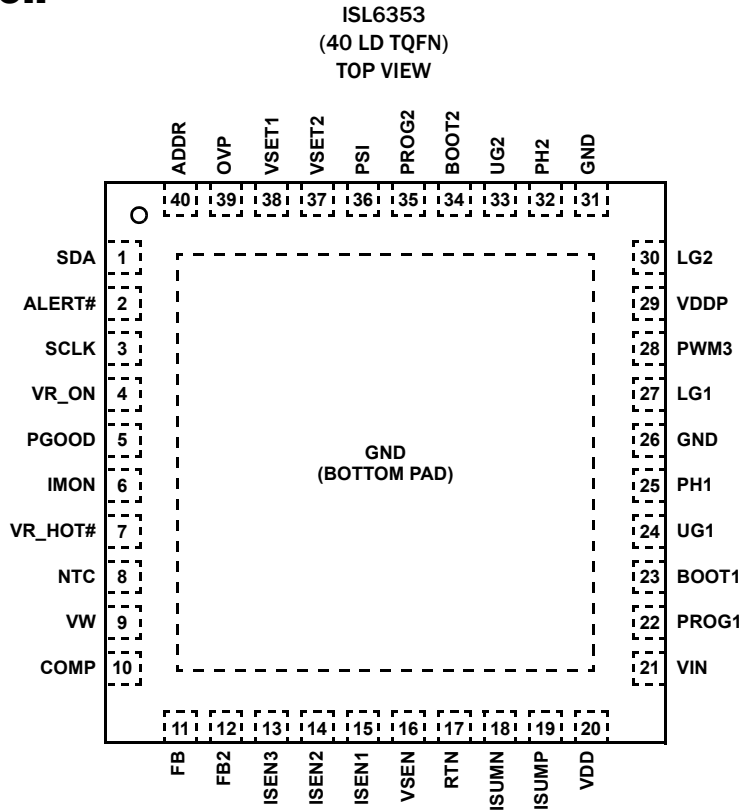 ISL6353
(40 LD TQFN)
TOP VIEW
ADDR
OVP
VSET1
VSET2
PSI
PROG2
BOOT2
UG2
PH2
GND
40 39 38 37 36 35 34 33 32 31
SDA 1
ALERT# 2
SCLK 3
VR_ON 4
PGOOD 5
IMON 6
VR_HOT# 7
NTC 8
VW 9
COMP 10
GND
(BOTTOM PAD)
30 LG2
29 VDDP
28 PWM3
27 LG1
26 GND
25 PH1
24 UG1
23 BOOT1
22 PROG1
21 VIN
11 12 13 14 15 16 17 18 19 20
FB
FB2
ISEN3
ISEN2
ISEN1
VSEN
RTN
ISUMN
ISUMP
VDD